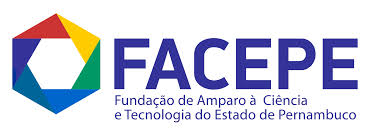 FACEPE
Fundação de Amparo à Ciência
e Tecnologia do Estado de Pernambuco